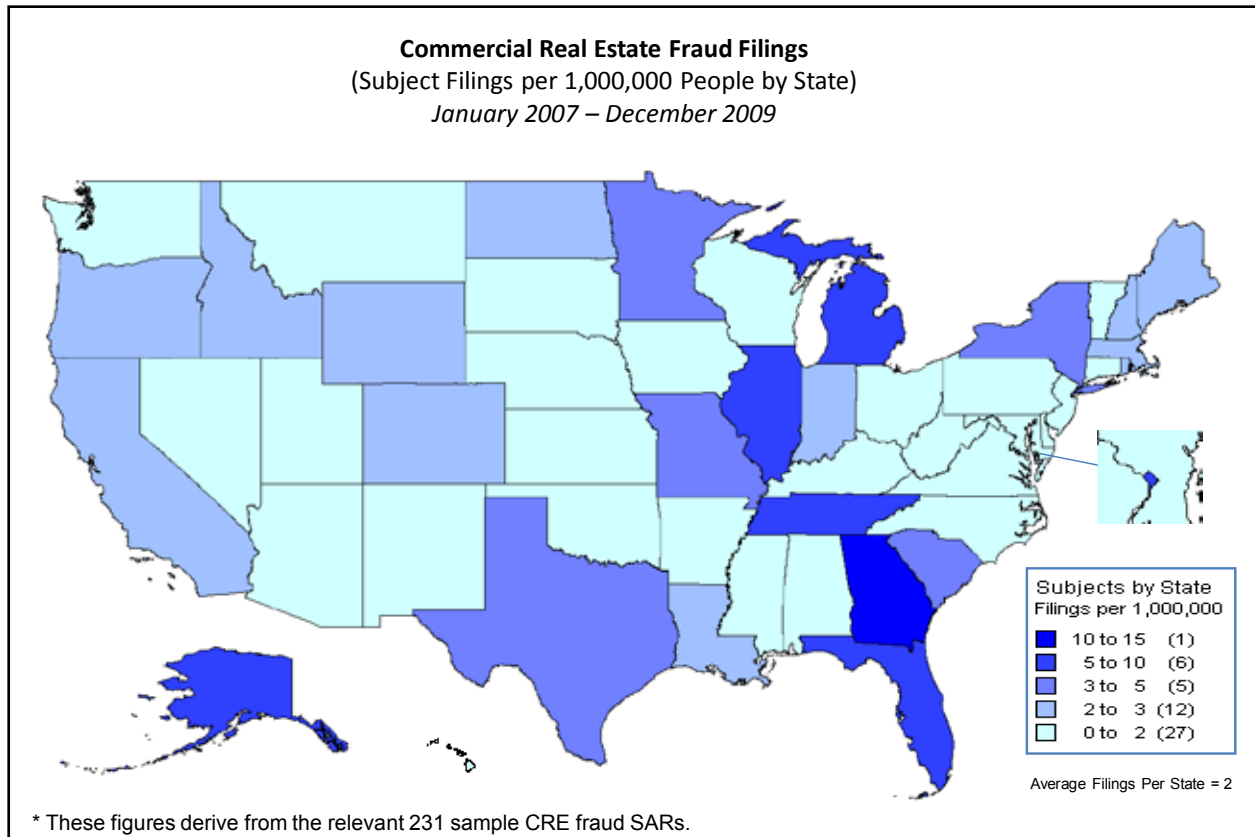 Commercial Real Estate Fraud Filings
(Subject Filings per 1,000,000 People by State)
January 2007 – December 2009
Subjects by State
Filings per 1,000,000
10 to 15 (1)
5 to 10 (6)
3 to 5 (5)
2 to 3 (12)
0 to 2 (27)
Average Filings Per State = 2
* These figures derive from the relevant 231 sample CRE fraud SARs.